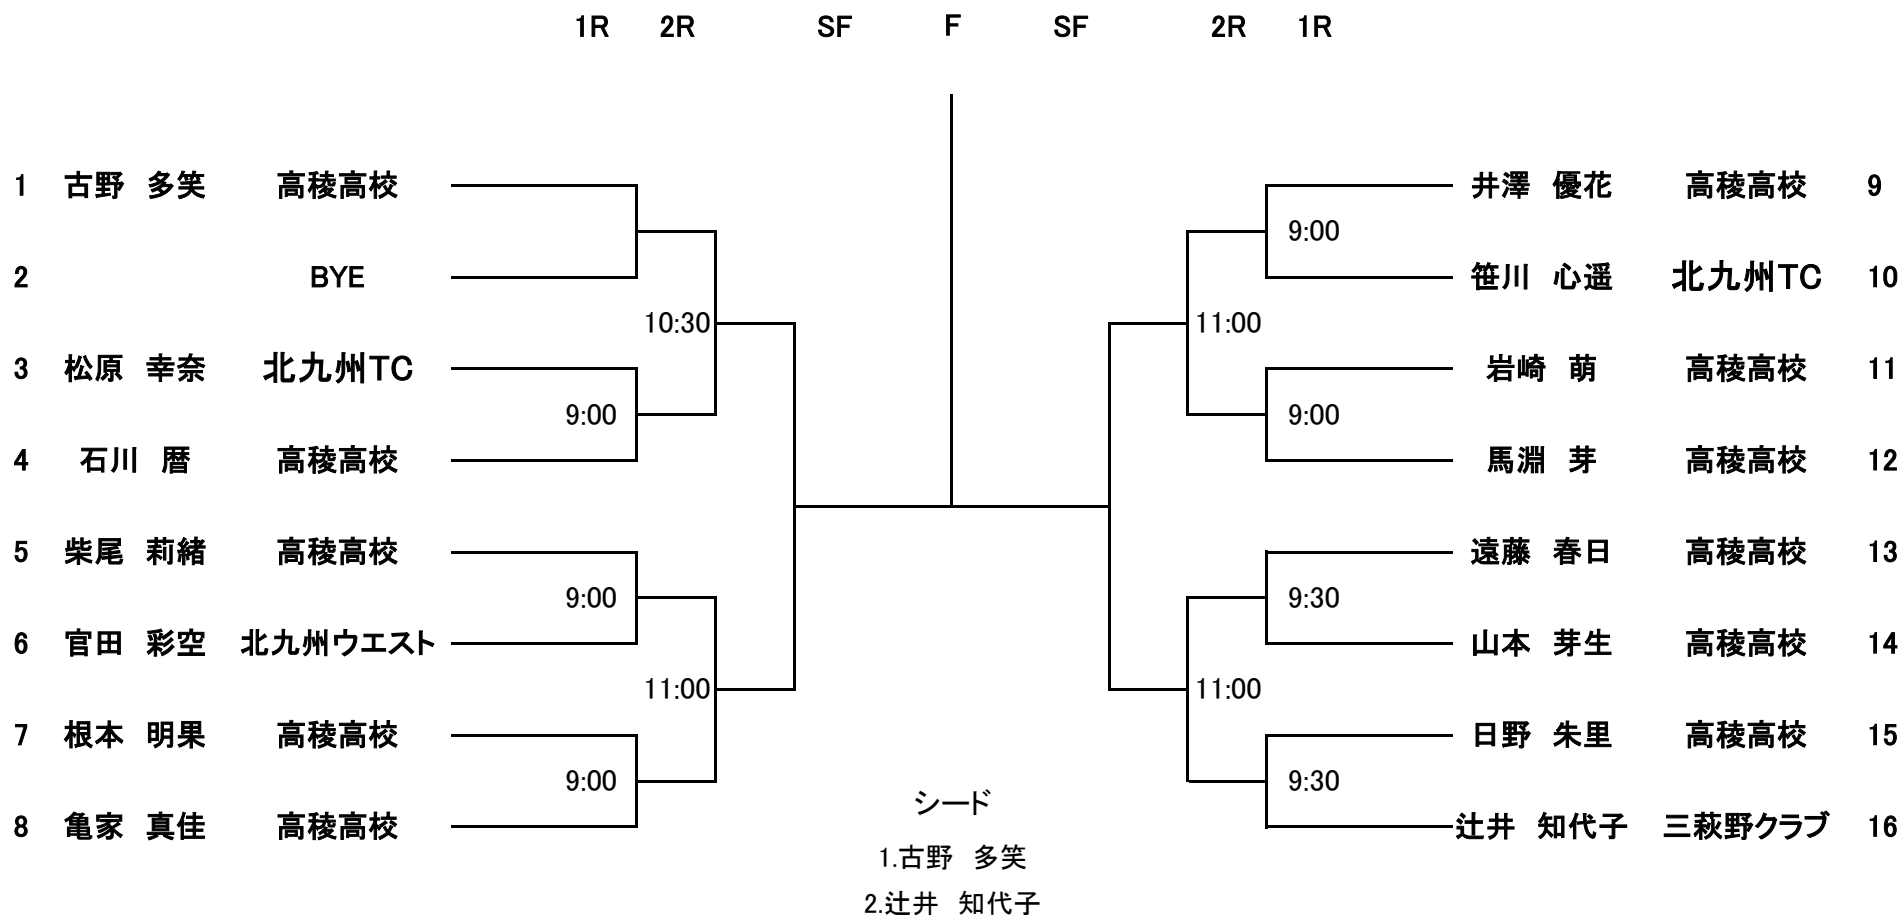 1R 2R SF F SF 2R 1R
1 古野 多笑 高稜高校 井澤 優花 高稜高校 9
9:00
2 BYE 笹川 心遥 北九州TC 10
10:30 11:00
3 松原 幸奈 北九州TC 岩崎 萌 高稜高校 11
9:00 9:00
4 石川 暦 高稜高校 馬淵 芽 高稜高校 12
5 柴尾 莉緒 高稜高校 遠藤 春日 高稜高校 13
9:00 9:30
6 官田 彩空 北九州ウエスト 山本 芽生 高稜高校 14
11:00 11:00
7 根本 明果 高稜高校 日野 朱里 高稜高校 15
9:00 9:30
シード
8 亀家 真佳 高稜高校 辻井 知代子 三萩野クラブ 16
1.古野 多笑
2.辻井 知代子